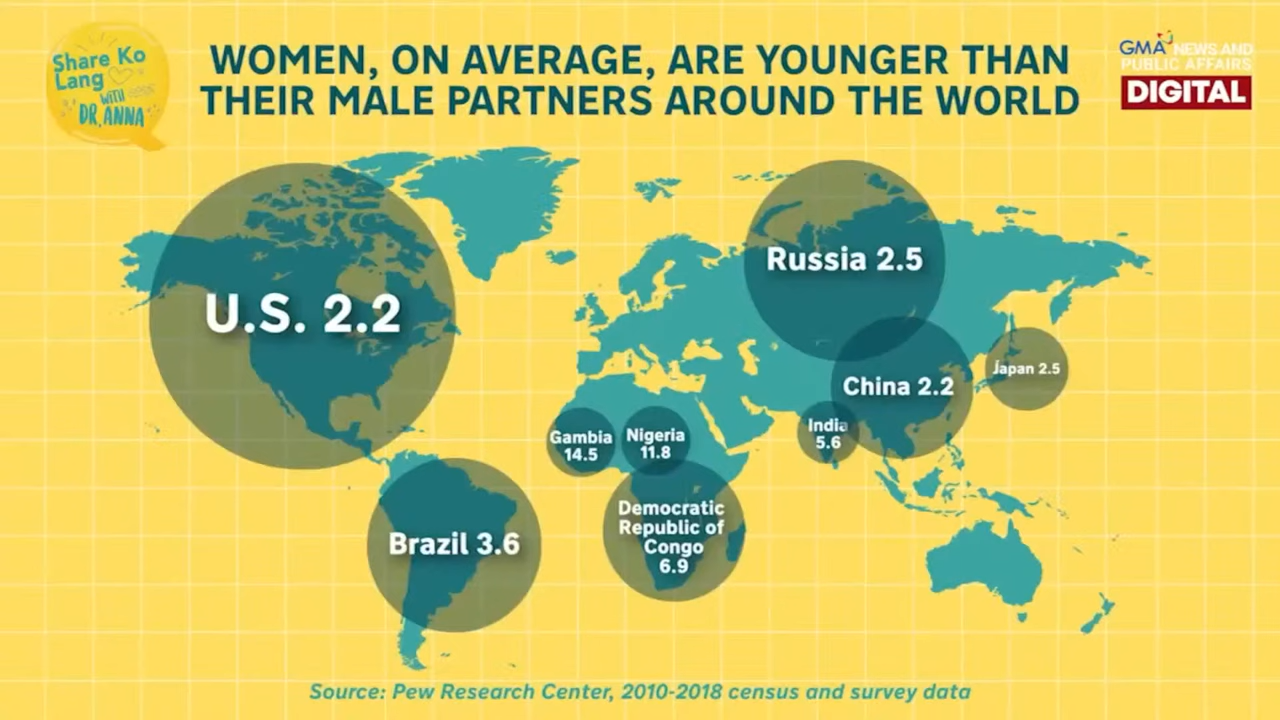 Share Ko
Lang
WITH
DR. ANNA
WOMEN, ON AVERAGE, ARE YOUNGER THAN
THEIR MALE PARTNERS AROUND THE WORLD
GMA NEWS AND
PUBLIC AFFAIRS
DIGITAL
U.S. 2.2
Russia 2.5
China 2.2
Japan 2.5
India
5.6
Gambia
14.5
Nigeria
11.8
Democratic
Republic of
Congo
6.9
Brazil 3.6
Source: Pew Research Center, 2010-2018 census and survey data